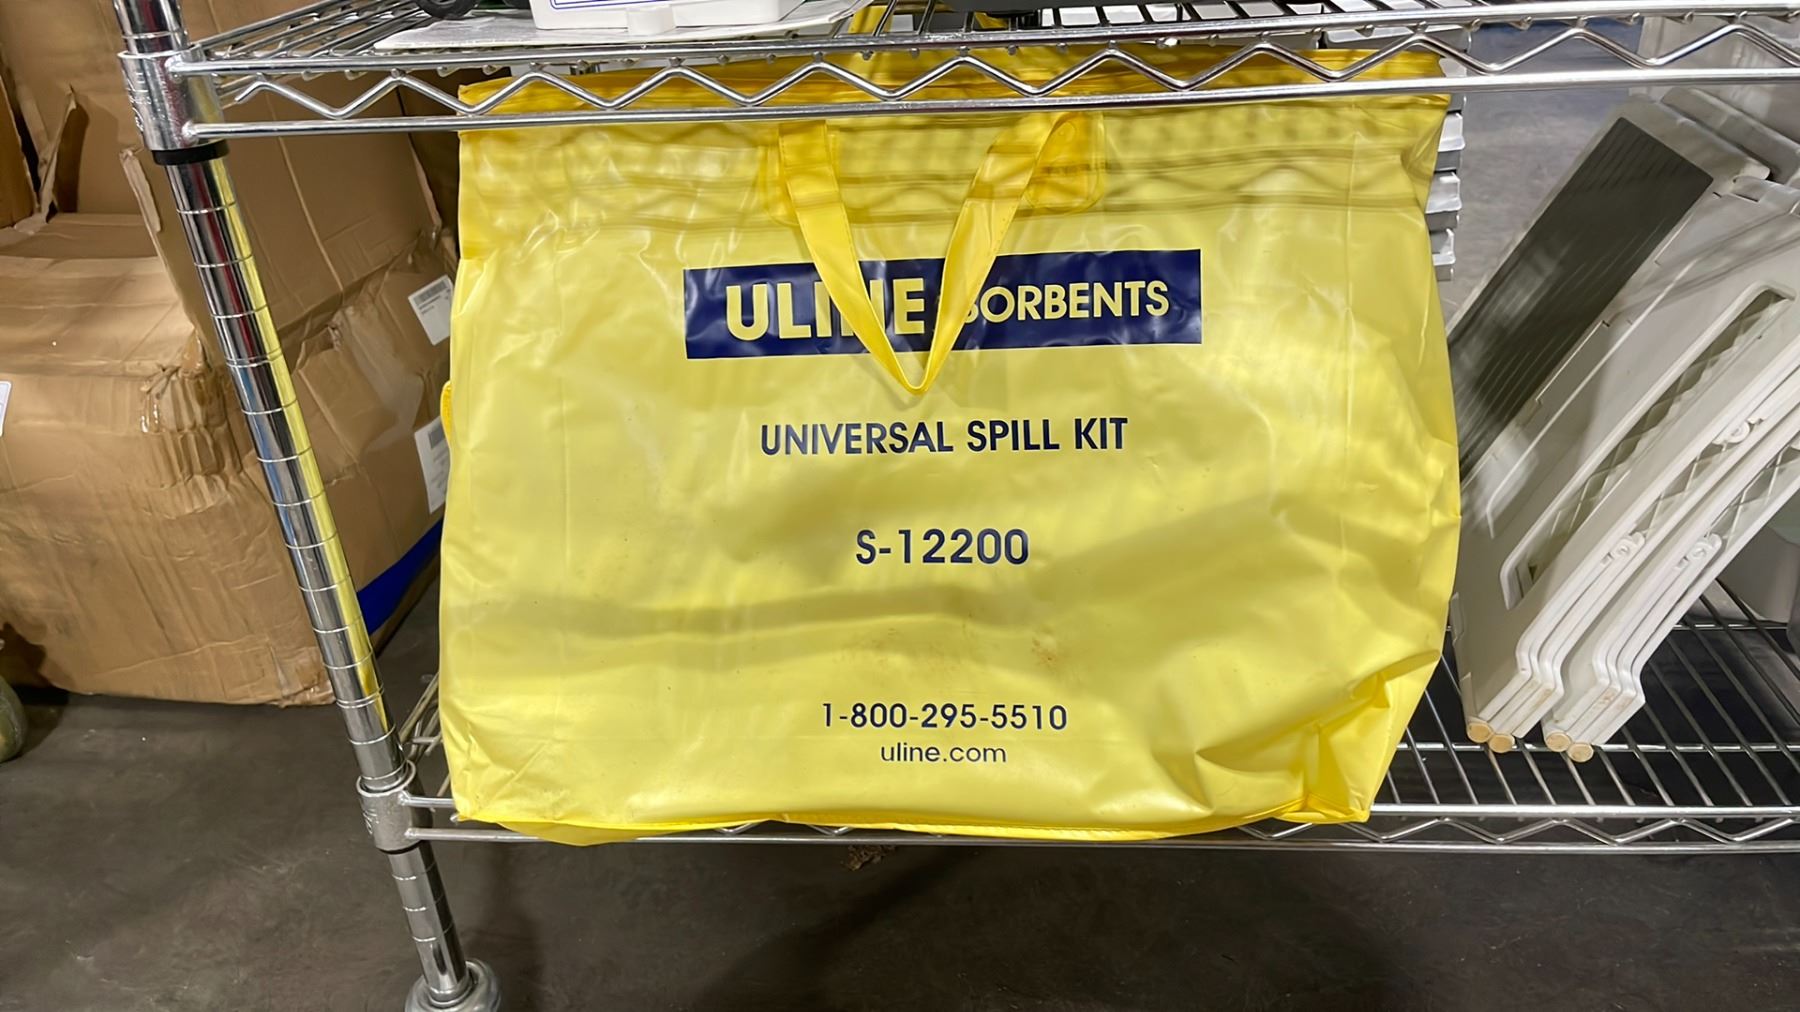 ULINE SORBENTS
UNIVERSAL SPILL KIT
S-12200
1-800-295-5510
uline.com